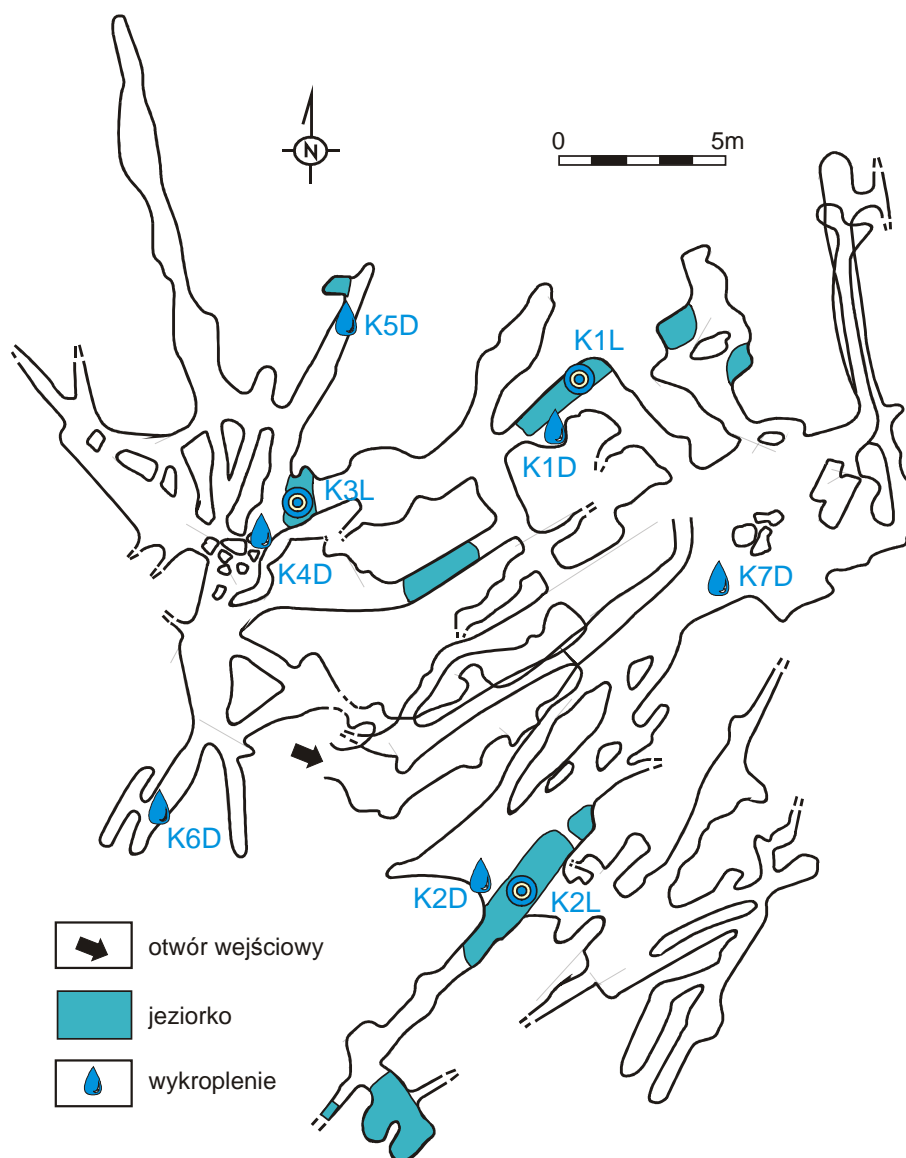 N
0 5m
K5D
K1L
K1D
K3L
K4D
K7D
K6D
K2D
K2L
otwór wejściowy
jeziorko
wykroplenie